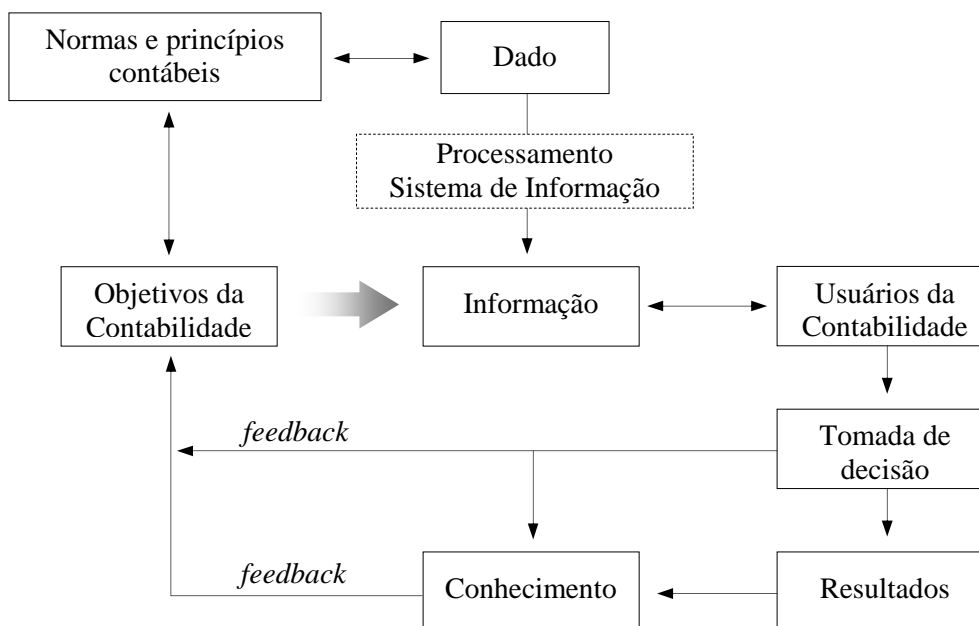 Normas e princípios
contábeis
Dado
Processamento
Sistema de Informação
Objetivos da
Contabilidade
Informação
Usuários da
Contabilidade
feedback
Tomada de
decisão
feedback
Conhecimento
Resultados